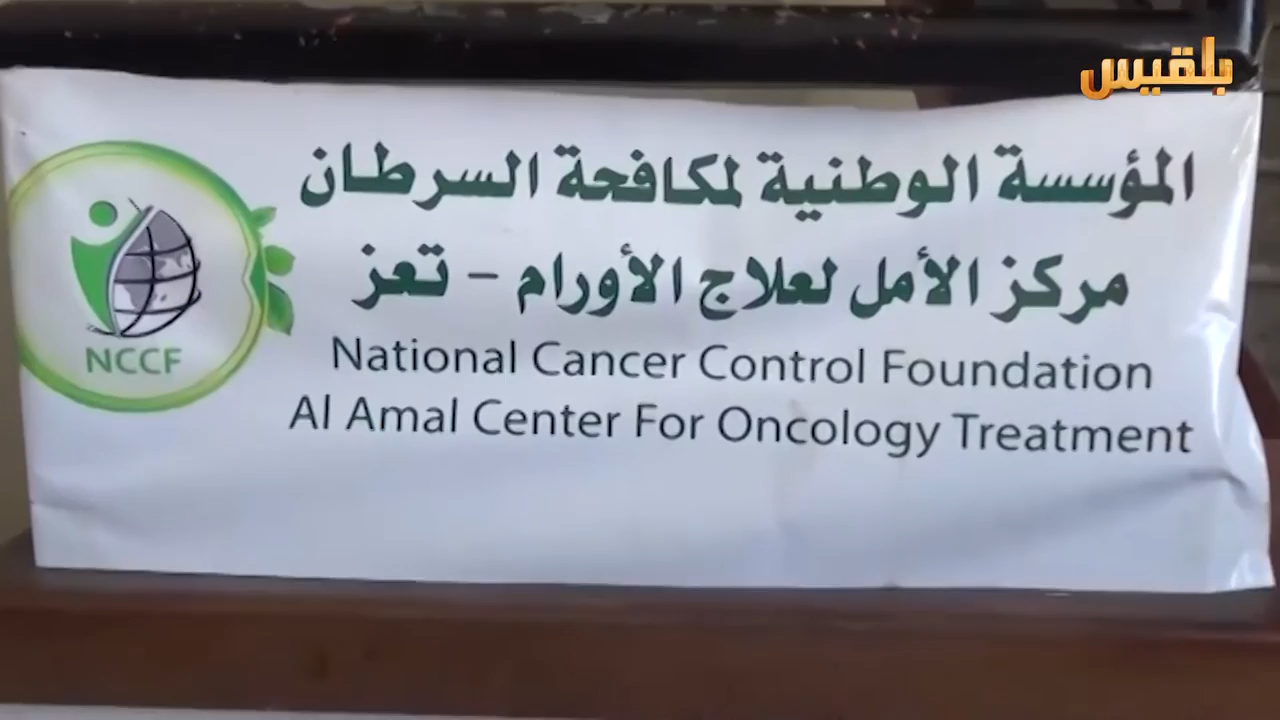 بلقيس
المؤسسة الوطنية لمكافحة السرطان
مركز الأمل لعلاج الأورام - تعز
National Cancer Control Foundation
Al Amal Center For Oncology Treatment
NCCF